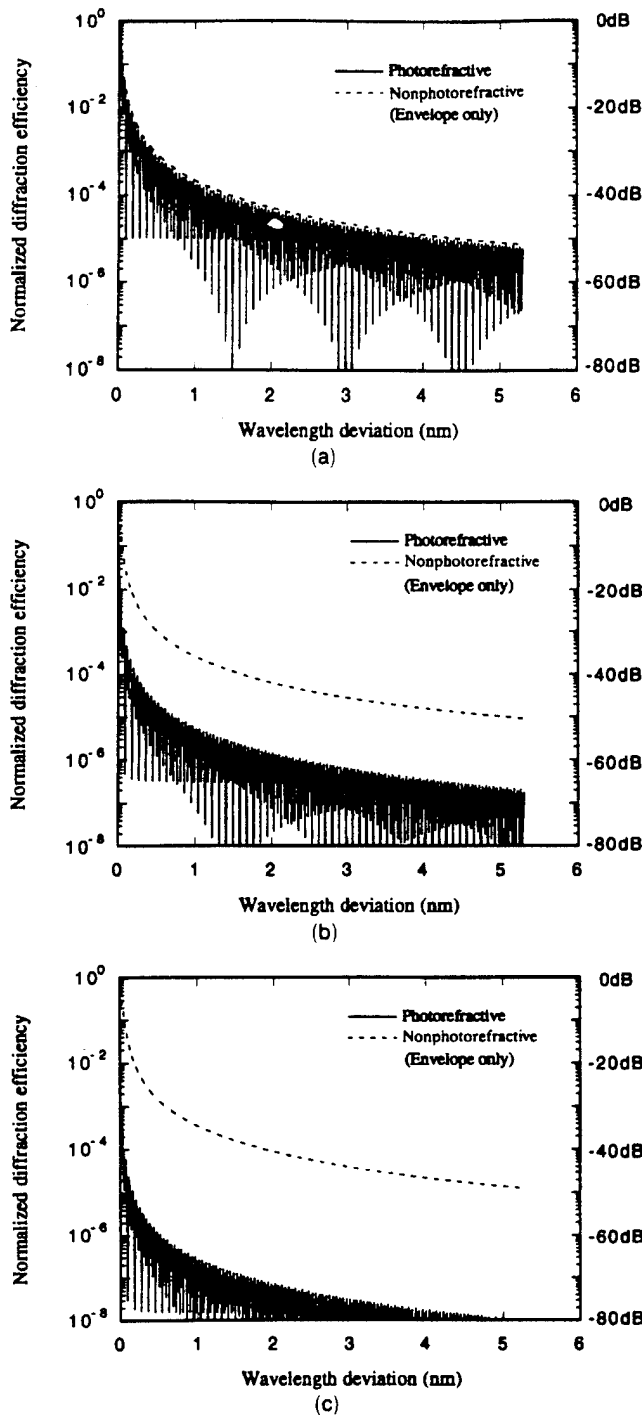 10^0
10^-2
10^-4
10^-6
10^-8
Normalized diffraction efficiency
Photorefractive
Nonphotorefractive
(Envelope only)
0dB
-20dB
-40dB
-60dB
-80dB
0 1 2 3 4 5 6
Wavelength deviation (nm)
(a)
10^0
10^-2
10^-4
10^-6
10^-8
Normalized diffraction efficiency
Photorefractive
Nonphotorefractive
(Envelope only)
0dB
-20dB
-40dB
-60dB
-80dB
0 1 2 3 4 5 6
Wavelength deviation (nm)
(b)
10^0
10^-2
10^-4
10^-6
10^-8
Normalized diffraction efficiency
Photorefractive
Nonphotorefractive
(Envelope only)
0dB
-20dB
-40dB
-60dB
-80dB
0 1 2 3 4 5 6
Wavelength deviation (nm)
(c)